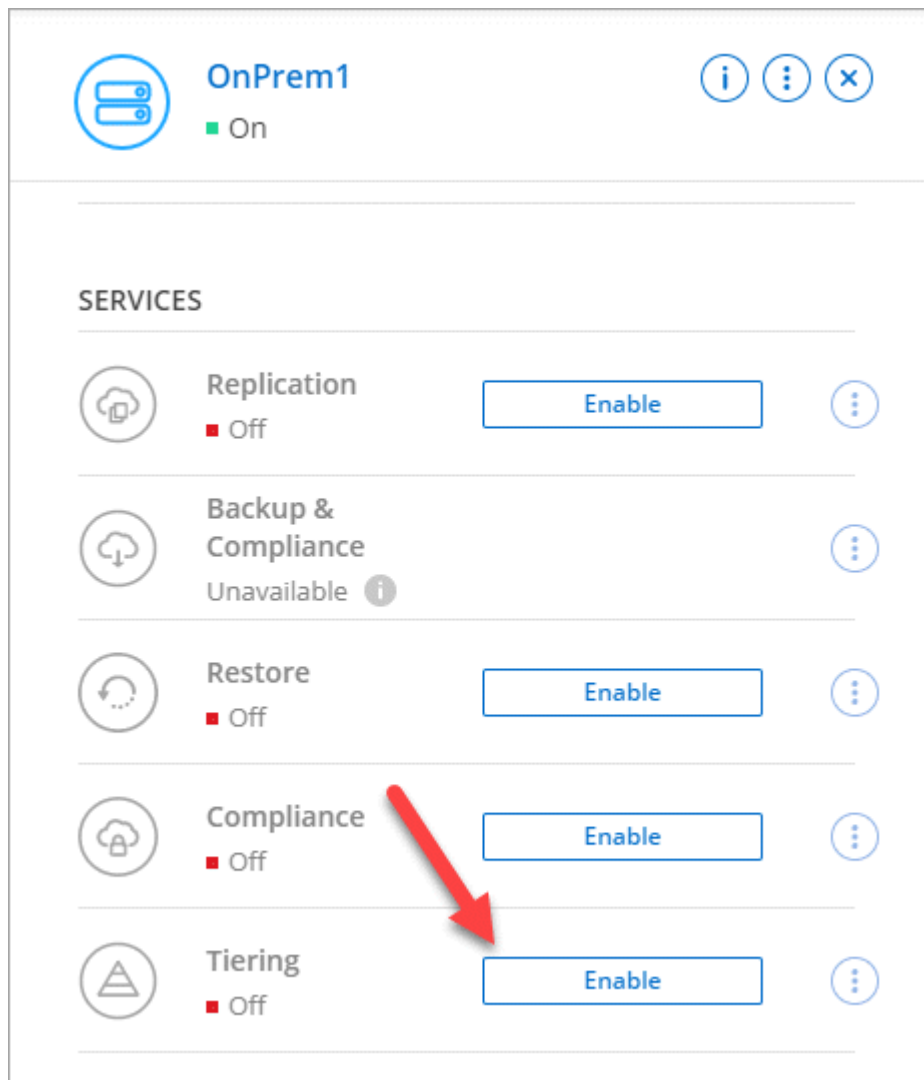 OnPrem1
On
SERVICES
Replication
Off
Enable
Backup &
Compliance
Unavailable
Restore
Off
Enable
Compliance
Off
Enable
Tiering
Off
Enable